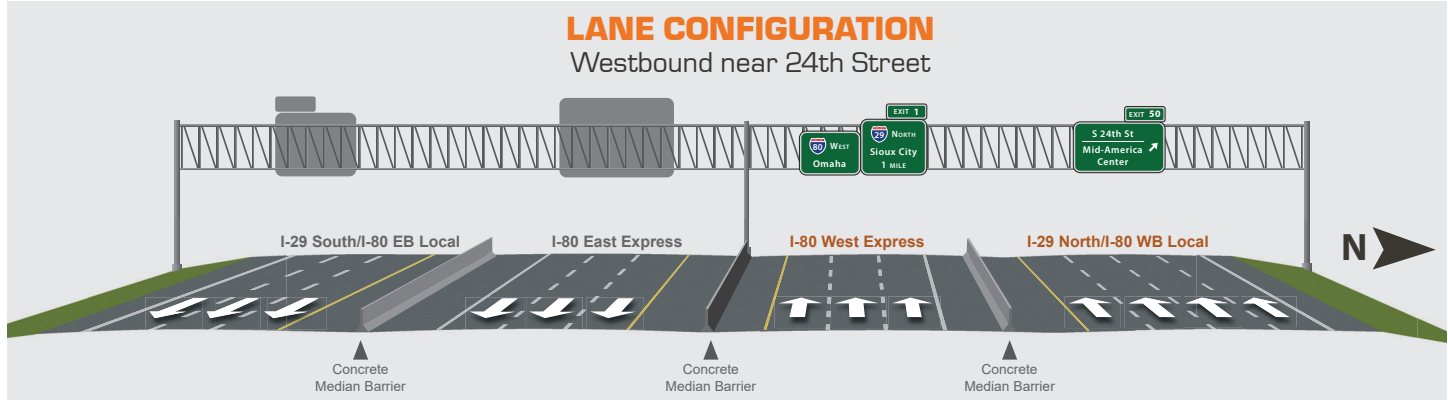 LANE CONFIGURATION
Westbound near 24th Street
EXIT 1
EXIT 50
80 WEST
Omaha
29 NORTH
Sioux City
1 MILE
S 24th St
Mid-America
Center
I-29 South/I-80 EB Local
I-80 East Express
I-80 West Express
I-29 North/I-80 WB Local
N
Concrete
Median Barrier
Concrete
Median Barrier
Concrete
Median Barrier